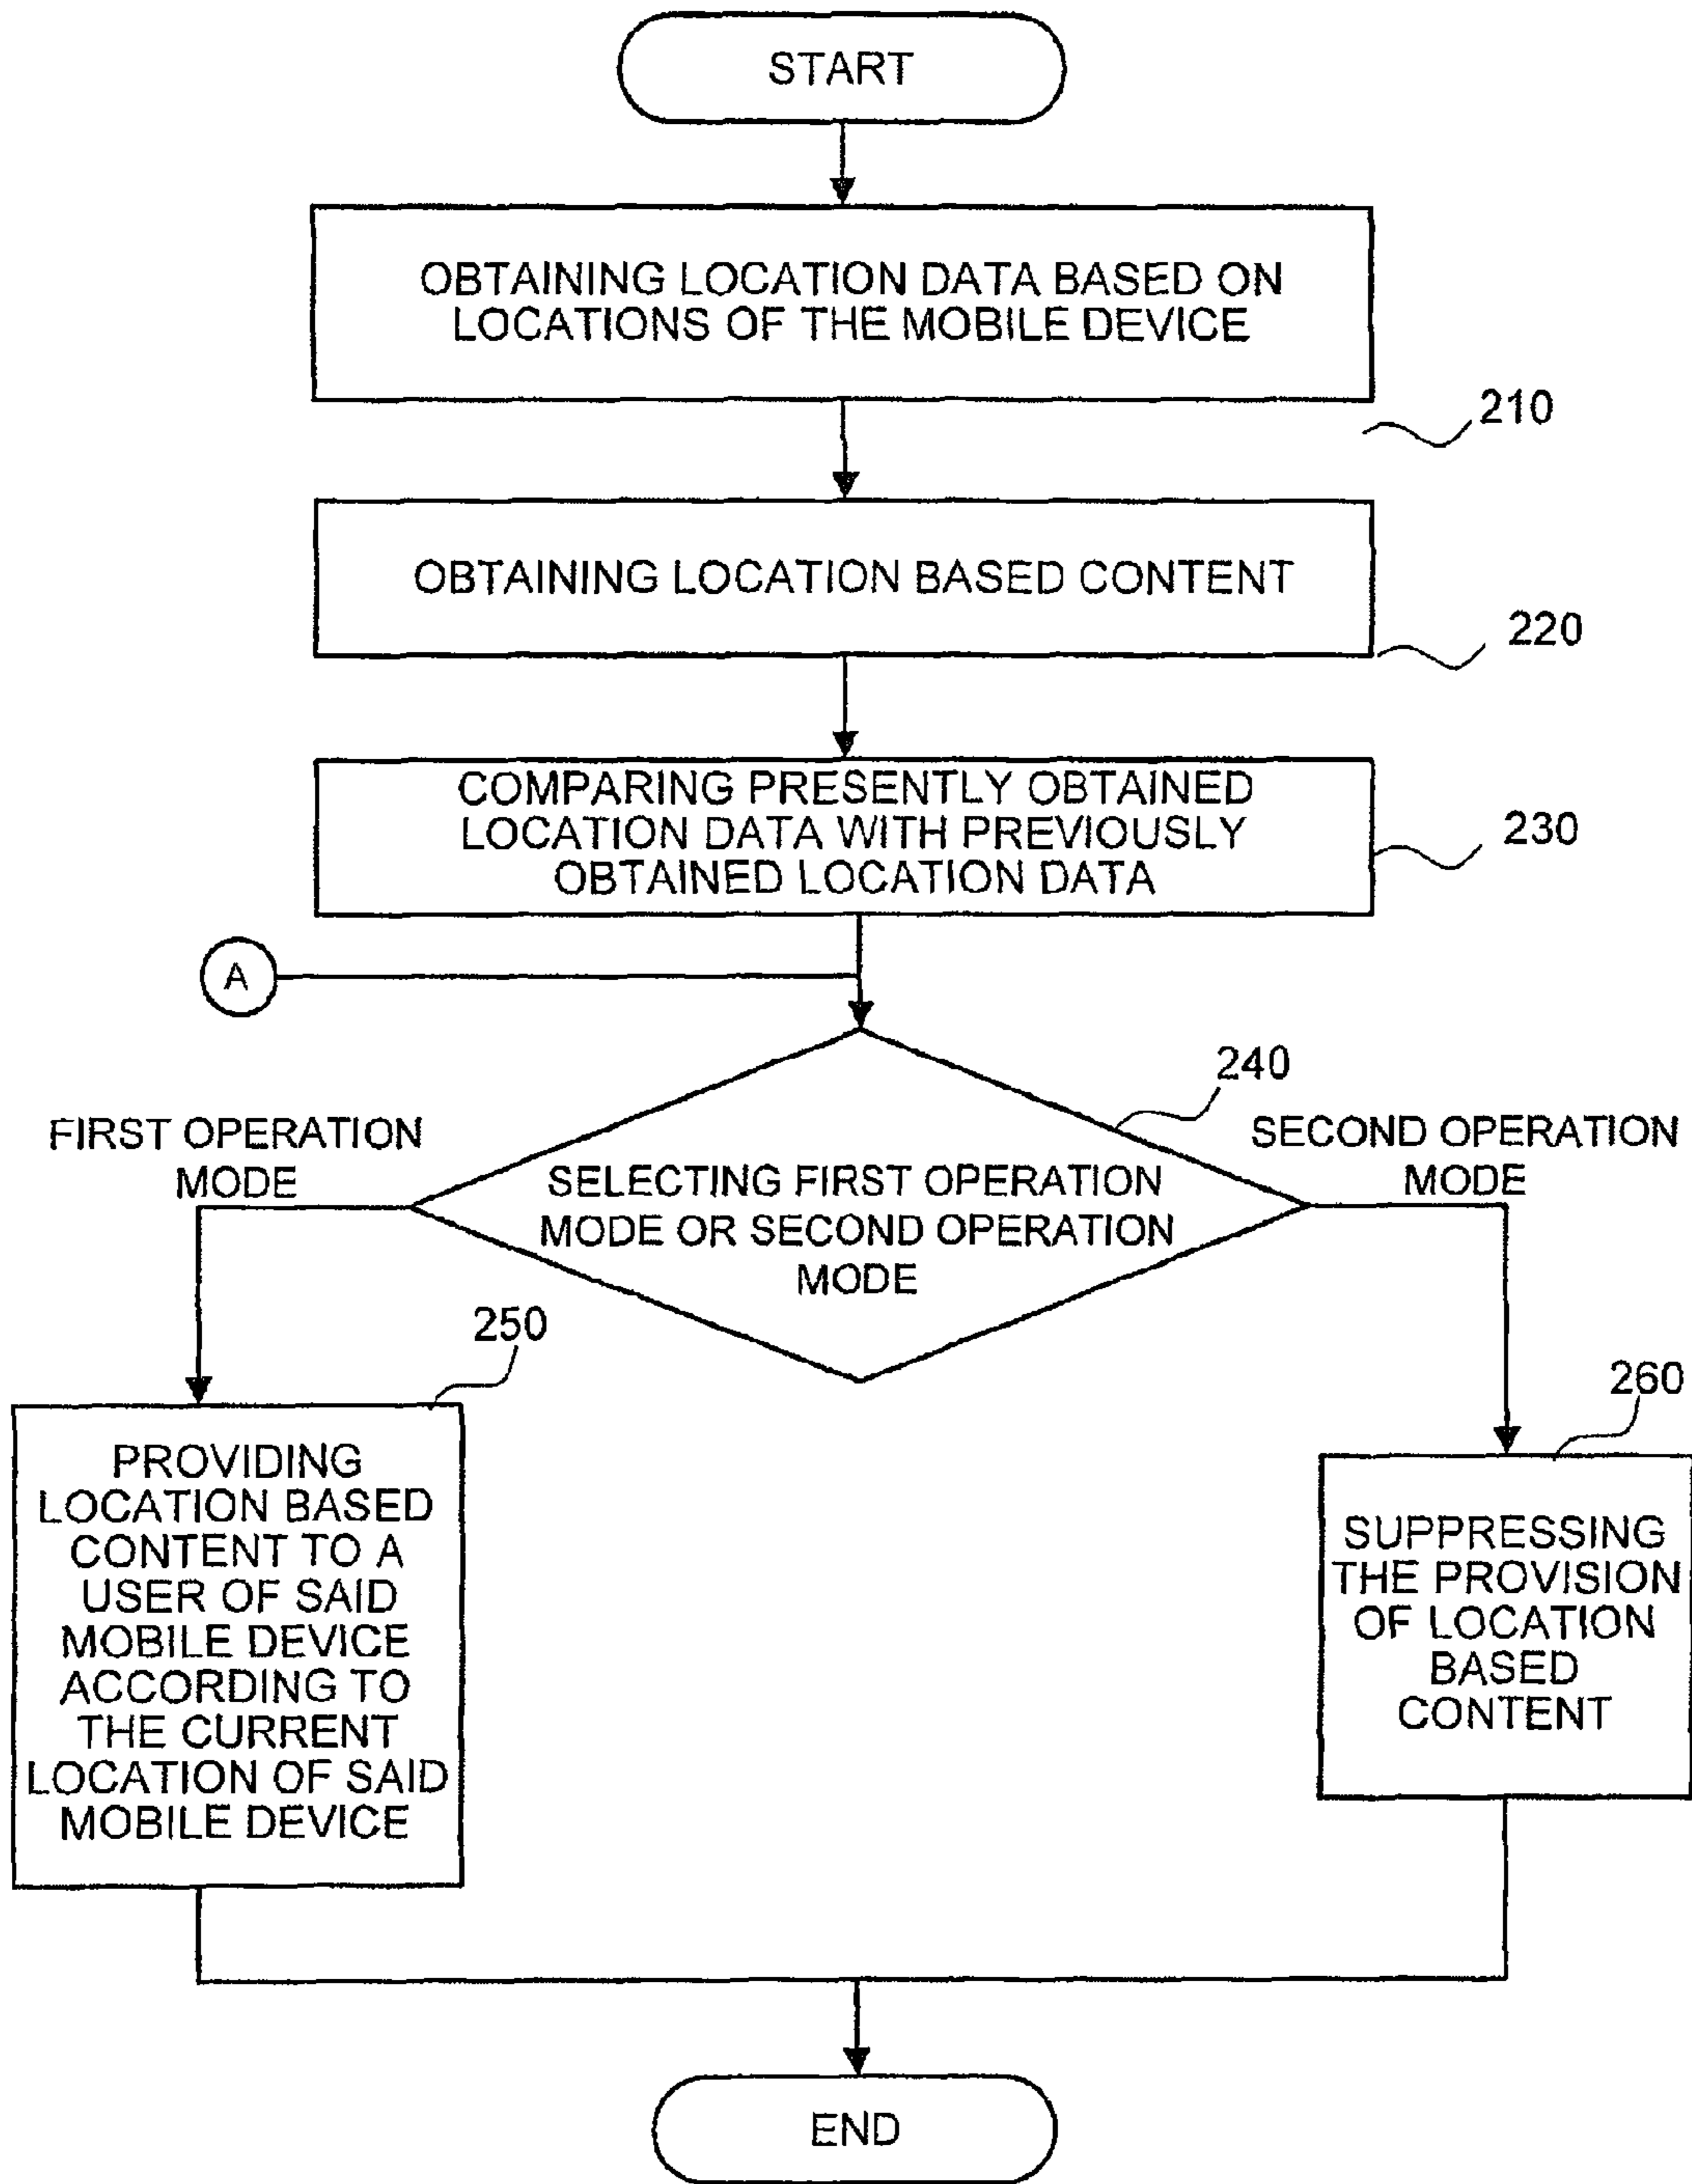 START
OBTAINING LOCATION DATA BASED ON
LOCATIONS OF THE MOBILE DEVICE
210
OBTAINING LOCATION BASED CONTENT
220
COMPARING PRESENTLY OBTAINED
LOCATION DATA WITH PREVIOUSLY
OBTAINED LOCATION DATA
230
A
240
FIRST OPERATION
MODE
SECOND OPERATION
MODE
SELECTING FIRST OPERATION
MODE OR SECOND OPERATION
MODE
250
PROVIDING
LOCATION BASED
CONTENT TO A
USER OF SAID
MOBILE DEVICE
ACCORDING TO
THE CURRENT
LOCATION OF SAID
MOBILE DEVICE
260
SUPPRESSING
THE PROVISION
OF LOCATION
BASED
CONTENT
END